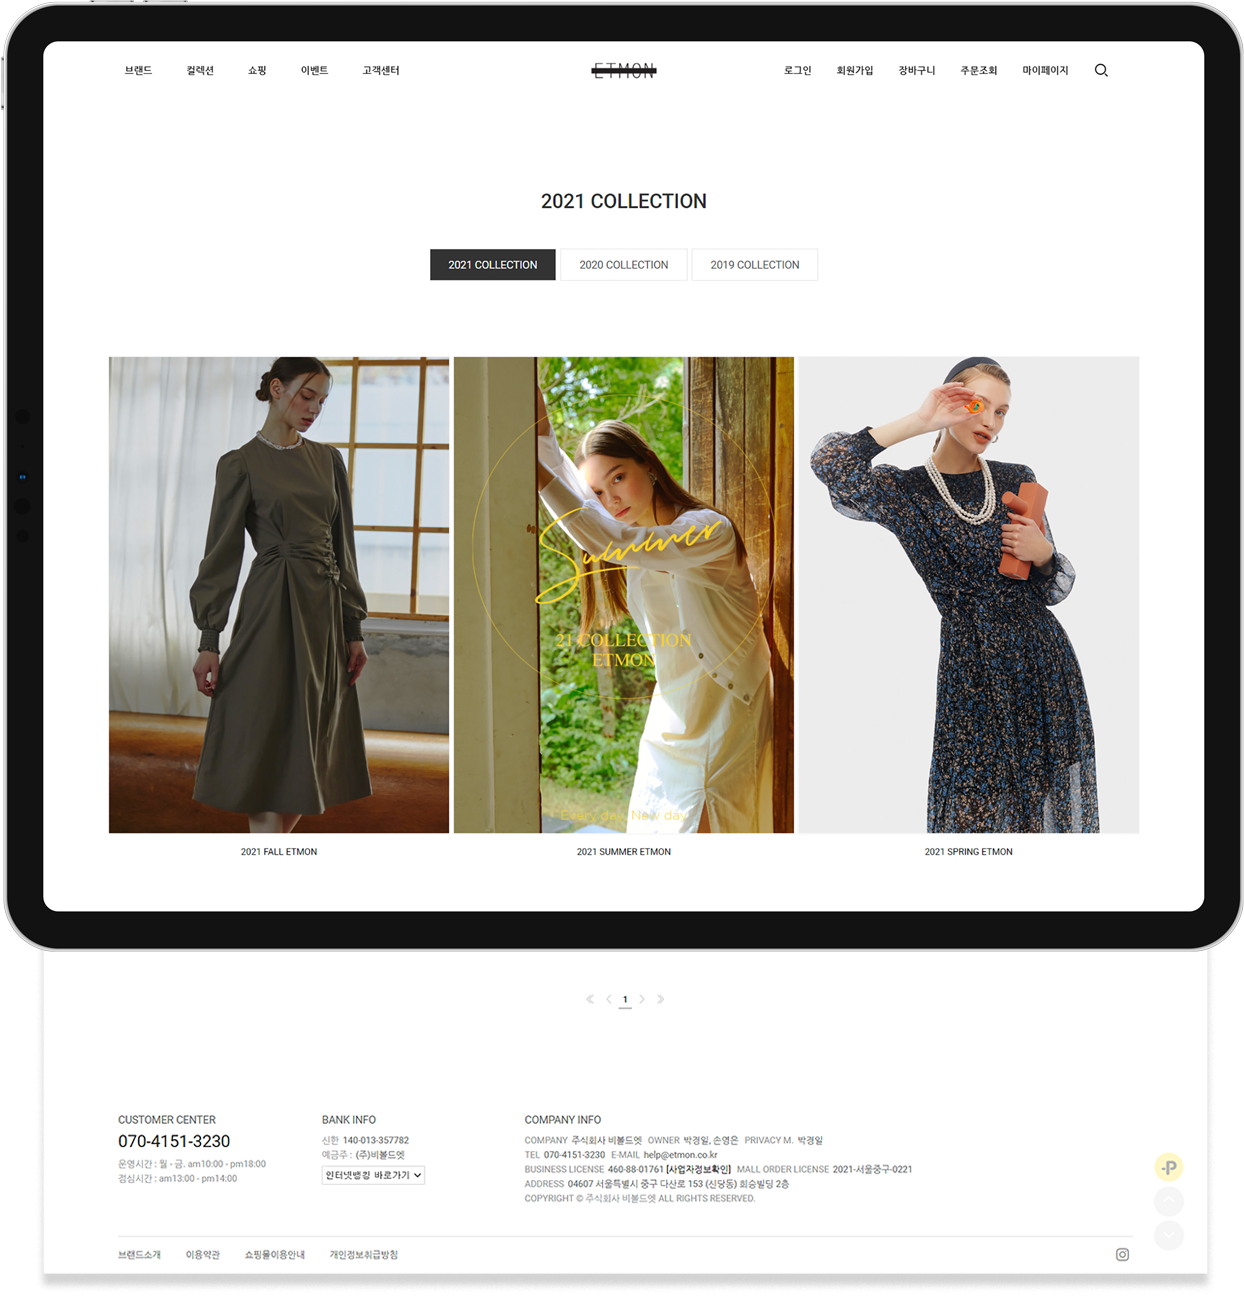 브랜드 컬렉션 쇼핑 이벤트 고객센터 ETMON 로그인 회원가입 장바구니 주문조회 마이페이지
2021 COLLECTION
2021 COLLECTION 2020 COLLECTION 2019 COLLECTION
Summer
21 COLLECTION
ETMON
Every day, New day
2021 FALL ETMON 2021 SUMMER ETMON 2021 SPRING ETMON
1
CUSTOMER CENTER
070-4151-3230
운영시간 : 월 - 금. am10:00 - pm18:00
점심시간 : am13:00 - pm14:00
BANK INFO
신한 140-013-357782
예금주 : (주)비볼드엣
인터넷뱅킹 바로가기
COMPANY INFO
COMPANY 주식회사 비볼드엣 OWNER 박경일, 손영은 PRIVACY M. 박경일
TEL 070-4151-3230 E-MAIL help@etmon.co.kr
BUSINESS LICENSE 460-88-01761 [사업자정보확인] MALL ORDER LICENSE 2021-서울중구-0221
ADDRESS 04607 서울특별시 중구 다산로 153 (신당동) 희승빌딩 2층
COPYRIGHT © 주식회사 비볼드엣 ALL RIGHTS RESERVED.
P
브랜드소개 이용약관 쇼핑몰이용안내 개인정보취급방침